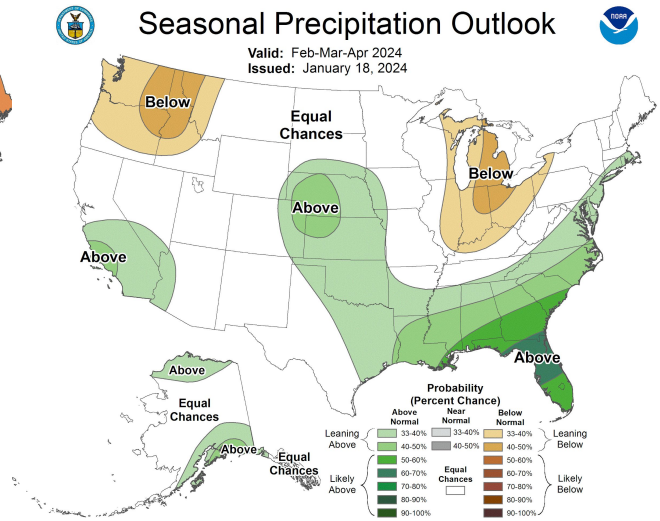 Seasonal Precipitation Outlook
NOAA
Valid: Feb-Mar-Apr 2024
Issued: January 18, 2024
Below
Equal
Chances
Below
Above
Above
Above
Above
Equal
Chances
Above
Equal
Chances
Probability
(Percent Chance)
Above
Normal
Near
Normal
Below
Normal
Leaning
Above
33-40% 33-40% 33-40%
40-50% 40-50% 40-50%
Leaning
Below
Likely
Above
50-60% 50-60%
60-70% 60-70%
70-80% 70-80%
80-90% 80-90%
90-100% 90-100%
Equal
Chances
Likely
Below